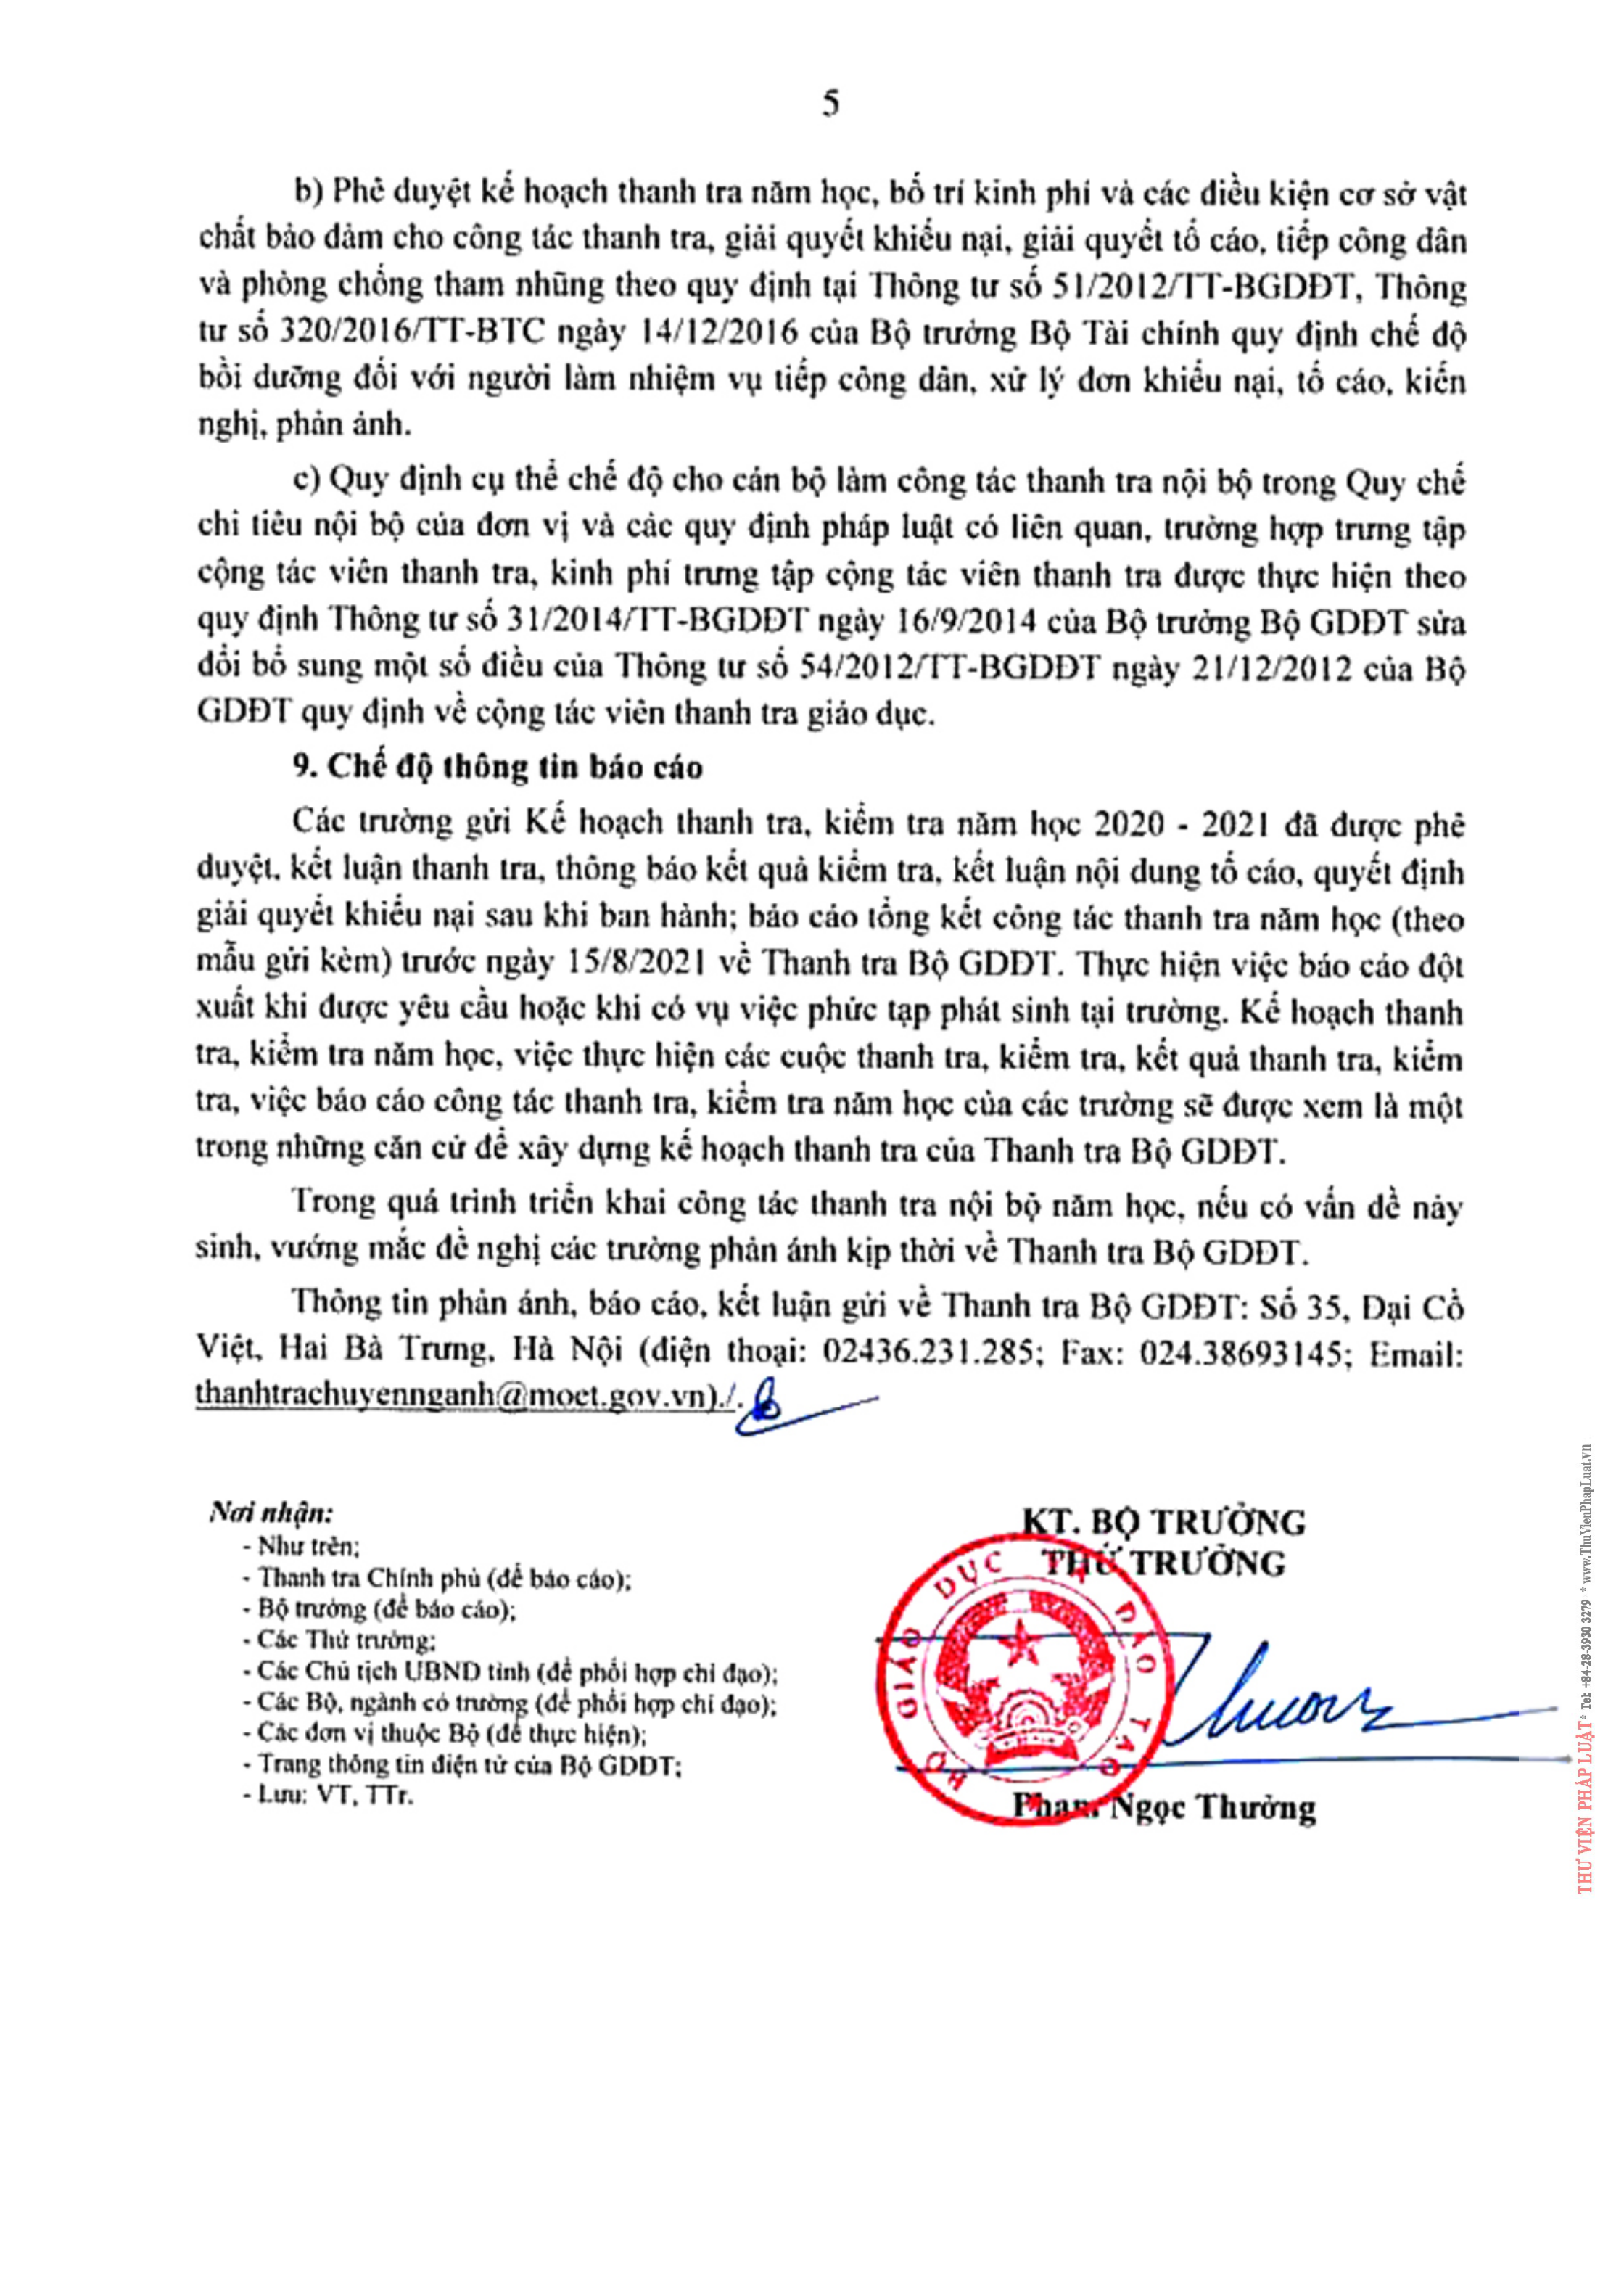 5
b) Phê duyệt kế hoạch thanh tra năm học, bố trí kinh phí và các điều kiện cơ sở vật
chất bảo đảm cho công tác thanh tra, giải quyết khiếu nại, giải quyết tố cáo, tiếp công dân
và phòng chống tham nhũng theo quy định tại Thông tư số 51/2012/TT-BGDĐT, Thông
tư số 320/2016/TT-BTC ngày 14/12/2016 của Bộ trưởng Bộ Tài chính quy định chế độ
bồi dưỡng đối với người làm nhiệm vụ tiếp công dân, xử lý đơn khiếu nại, tố cáo, kiến
nghị, phản ánh.
c) Quy định cụ thể chế độ cho cán bộ làm công tác thanh tra nội bộ trong Quy chế
chi tiêu nội bộ của đơn vị và các quy định pháp luật có liên quan, trường hợp trưng tập
cộng tác viên thanh tra, kinh phí trưng tập cộng tác viên thanh tra được thực hiện theo
quy định Thông tư số 31/2014/TT-BGDĐT ngày 16/9/2014 của Bộ trưởng Bộ GDĐT sửa
đổi bổ sung một số điều của Thông tư số 54/2012/TT-BGDĐT ngày 21/12/2012 của Bộ
GDĐT quy định về cộng tác viên thanh tra giáo dục.
9. Chế độ thông tin báo cáo
Các trường gửi Kế hoạch thanh tra, kiểm tra năm học 2020 - 2021 đã được phê
duyệt, kết luận thanh tra, thông báo kết quả kiểm tra, kết luận nội dung tố cáo, quyết định
giải quyết khiếu nại sau khi ban hành; báo cáo tổng kết công tác thanh tra năm học (theo
mẫu gửi kèm) trước ngày 15/8/2021 về Thanh tra Bộ GDĐT. Thực hiện việc báo cáo đột
xuất khi được yêu cầu hoặc khi có vụ việc phức tạp phát sinh tại trường. Kế hoạch thanh
tra, kiểm tra năm học, việc thực hiện các cuộc thanh tra, kiểm tra, kết quả thanh tra, kiểm
tra, việc báo cáo công tác thanh tra, kiểm tra năm học của các trường sẽ được xem là một
trong những căn cứ để xây dựng kế hoạch thanh tra của Thanh tra Bộ GDĐT.
Trong quá trình triển khai công tác thanh tra nội bộ năm học, nếu có vấn đề nảy
sinh, vướng mắc đề nghị các trường phản ánh kịp thời về Thanh tra Bộ GDĐT.
Thông tin phản ánh, báo cáo, kết luận gửi về Thanh tra Bộ GDĐT: Số 35, Đại Cồ
Việt, Hai Bà Trưng, Hà Nội (điện thoại: 02436.231.285; Fax: 024.38693145; Email:
thanhtrachuyennganh@moet.gov.vn)./.
Nơi nhận:
- Như trên;
- Thanh tra Chính phủ (để báo cáo);
- Bộ trưởng (để báo cáo);
- Các Thứ trưởng;
- Các Chủ tịch UBND tỉnh (để phối hợp chỉ đạo);
- Các Bộ, ngành có trường (để phối hợp chỉ đạo);
- Các đơn vị thuộc Bộ (để thực hiện);
- Trang thông tin điện tử của Bộ GDĐT;
- Lưu: VT, TTr.
KT. BỘ TRƯỞNG
THỨ TRƯỞNG
BỘ GIÁO DỤC VÀ ĐÀO TẠO
Phạm Ngọc Thưởng
THƯ VIỆN PHÁP LUẬT * Tel: +84-28-3930 3279 * www.ThuVienPhapLuat.vn